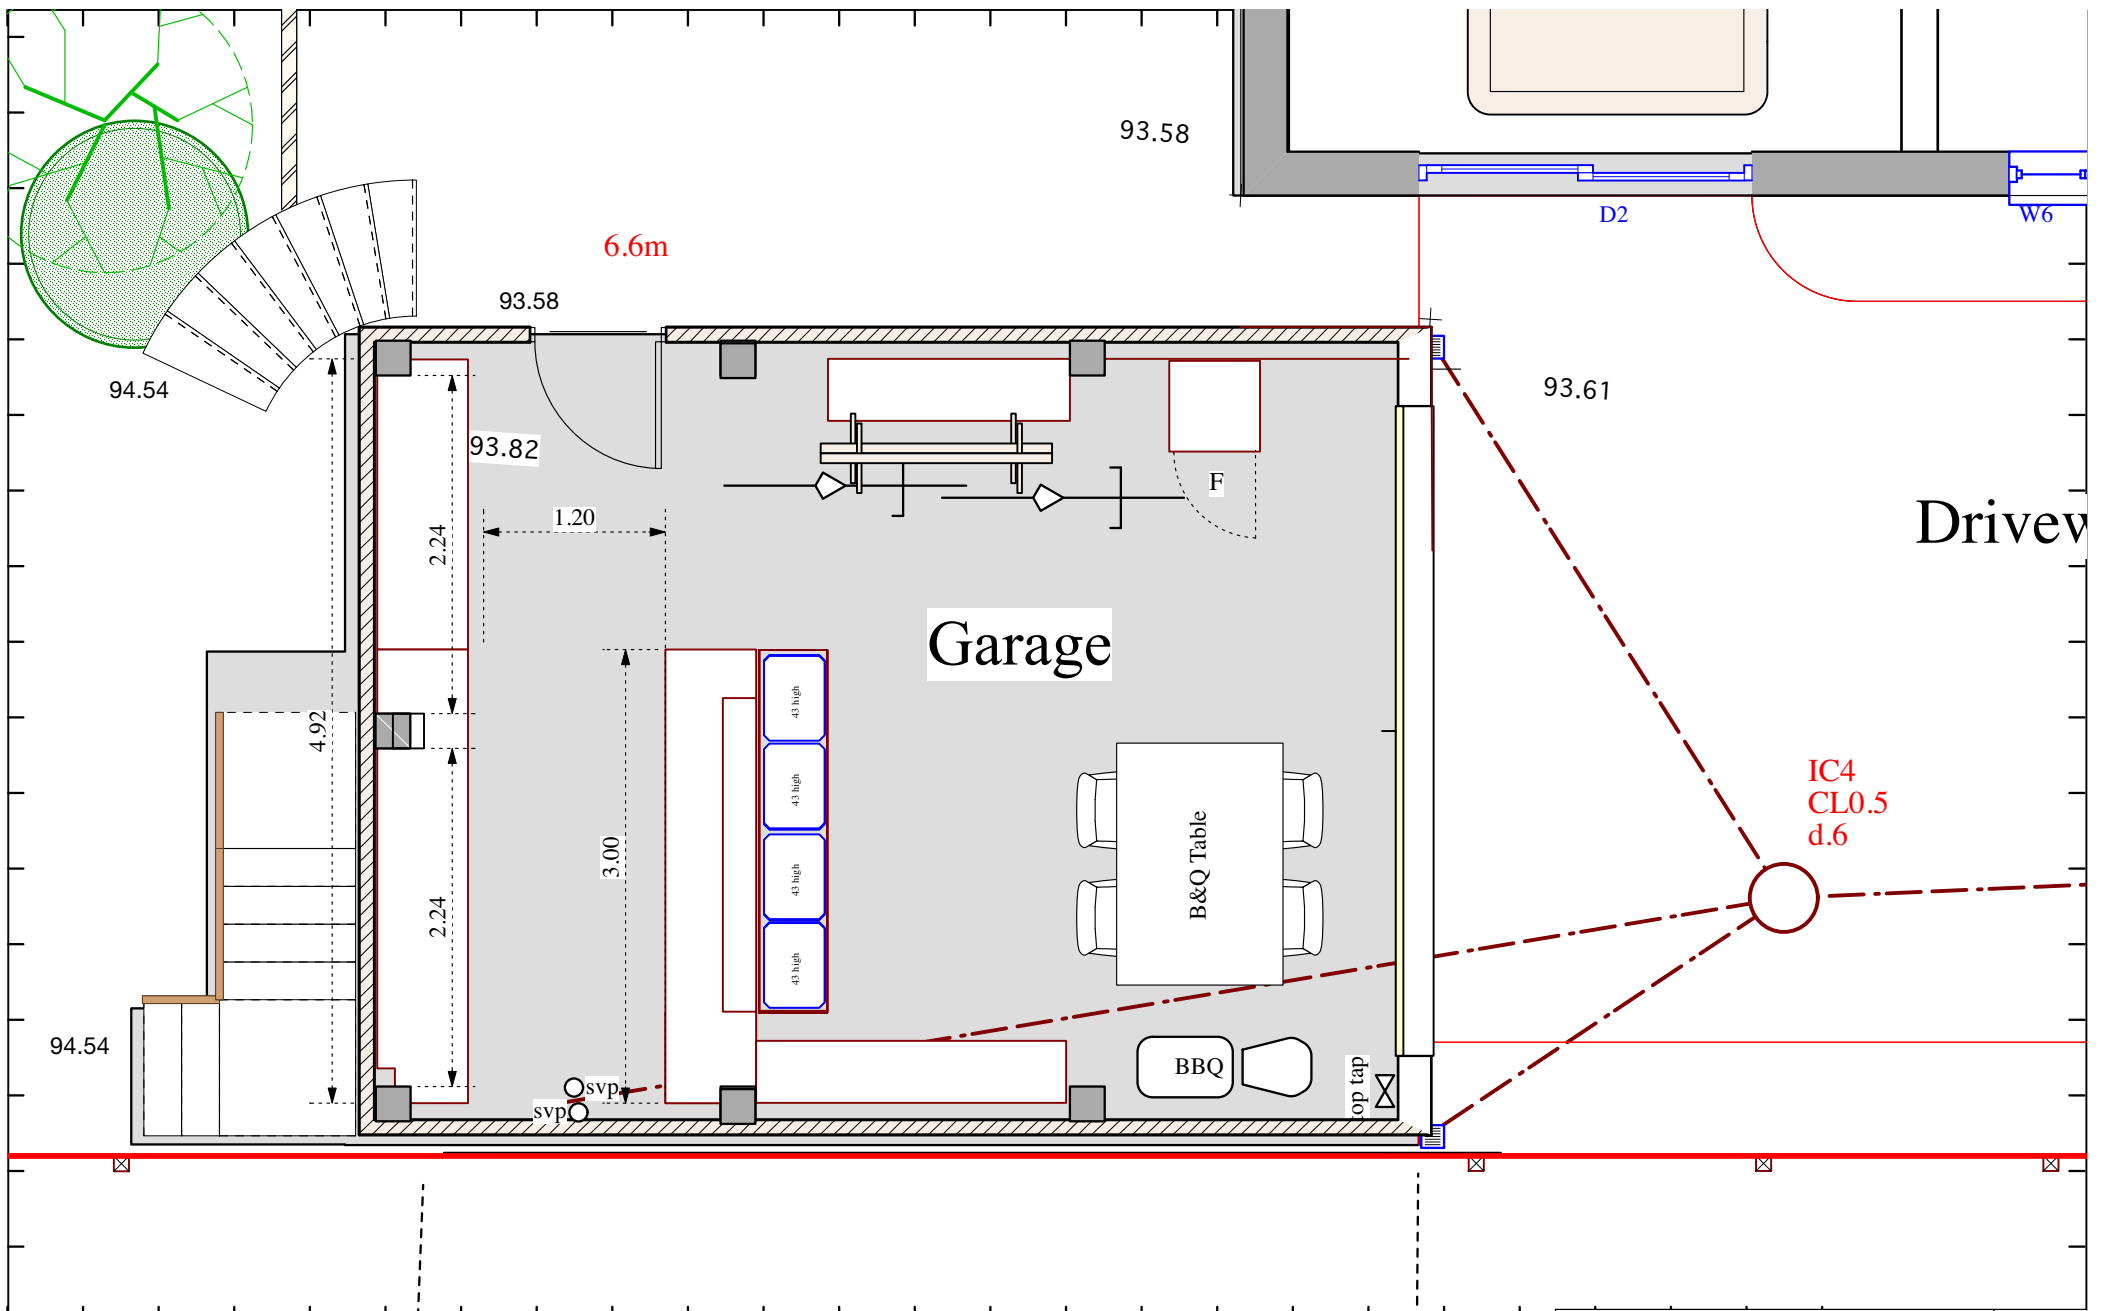 93.58
D2
W6
6.6m
93.58
94.54
93.61
93.82
F
1.20
2.24
Drivew
Garage
43 high
4.92
IC4
CL0.5
d.6
43 high
3.00
B&Q Table
43 high
2.24
43 high
94.54
BBQ
top tap
svp
svp